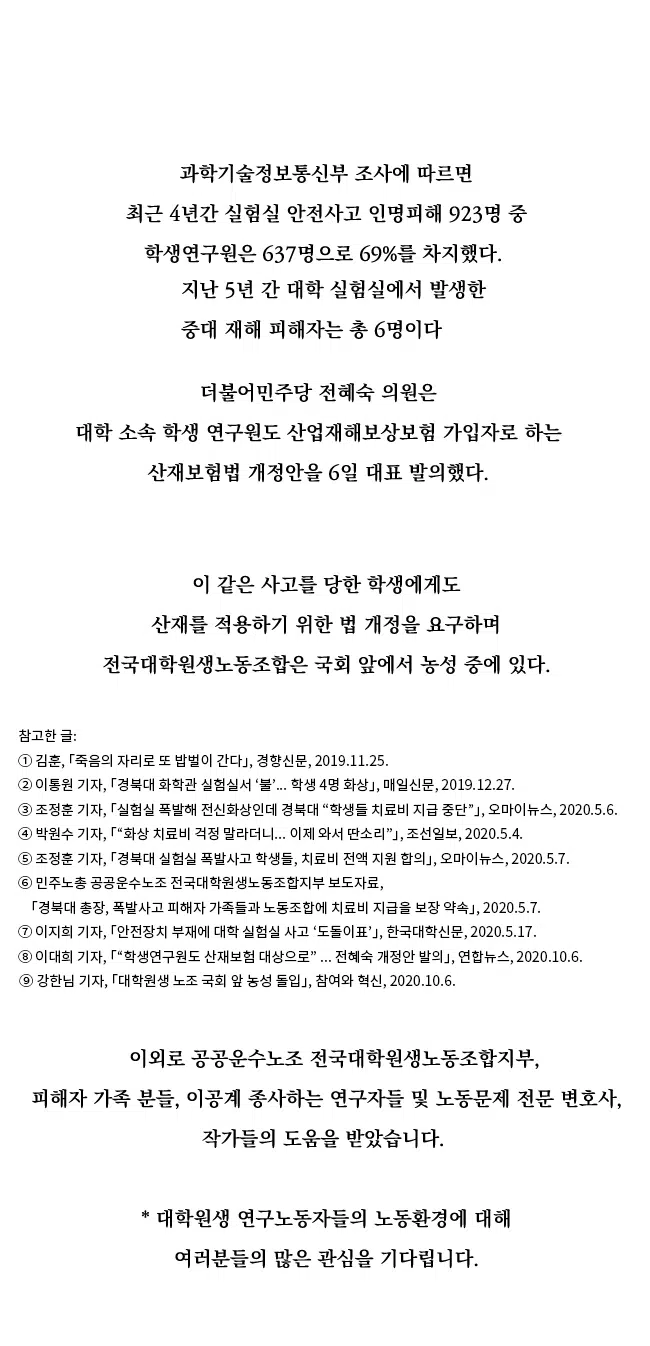 과학기술정보통신부 조사에 따르면
최근 4년간 실험실 안전사고 인명피해 923명 중
학생연구원은 637명으로 69%를 차지했다.
지난 5년 간 대학 실험실에서 발생한
중대 재해 피해자는 총 6명이다
더불어민주당 전혜숙 의원은
대학 소속 학생 연구원도 산업재해보상보험 가입자로 하는
산재보험법 개정안을 6일 대표 발의했다.
이 같은 사고를 당한 학생에게도
산재를 적용하기 위한 법 개정을 요구하며
전국대학원생노동조합은 국회 앞에서 농성 중에 있다.
참고한 글:
① 김훈, 「죽음의 자리로 또 밥벌이 간다」, 경향신문, 2019.11.25.
② 이통원 기자, 「경북대 화학관 실험실서 ‘불’... 학생 4명 화상」, 매일신문, 2019.12.27.
③ 조정훈 기자, 「실험실 폭발해 전신화상인데 경북대 “학생들 치료비 지급 중단”」, 오마이뉴스, 2020.5.6.
④ 박원수 기자, 「“화상 치료비 걱정 말라더니... 이제 와서 딴소리”」, 조선일보, 2020.5.4.
⑤ 조정훈 기자, 「경북대 실험실 폭발사고 학생들, 치료비 전액 지원 합의」, 오마이뉴스, 2020.5.7.
⑥ 민주노총 공공운수노조 전국대학원생노동조합지부 보도자료,
「경북대 총장, 폭발사고 피해자 가족들과 노동조합에 치료비 지급을 보장 약속」, 2020.5.7.
⑦ 이지희 기자, 「안전장치 부재에 대학 실험실 사고 ‘도돌이표’」, 한국대학신문, 2020.5.17.
⑧ 이대희 기자, 「“학생연구원도 산재보험 대상으로” ... 전혜숙 개정안 발의」, 연합뉴스, 2020.10.6.
⑨ 강한님 기자, 「대학원생 노조 국회 앞 농성 돌입」, 참여와 혁신, 2020.10.6.
이외로 공공운수노조 전국대학원생노동조합지부,
피해자 가족 분들, 이공계 종사하는 연구자들 및 노동문제 전문 변호사,
작가들의 도움을 받았습니다.
* 대학원생 연구노동자들의 노동환경에 대해
여러분들의 많은 관심을 기다립니다.